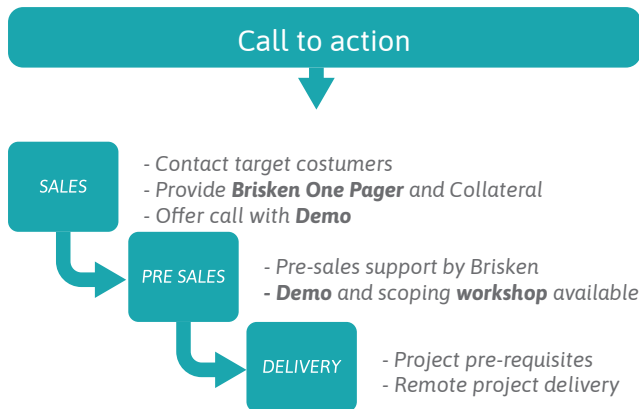 Call to action
SALES
- Contact target costumers
- Provide Brisken One Pager and Collateral
- Offer call with Demo
PRE SALES
- Pre-sales support by Brisken
- Demo and scoping workshop available
DELIVERY
- Project pre-requisites
- Remote project delivery